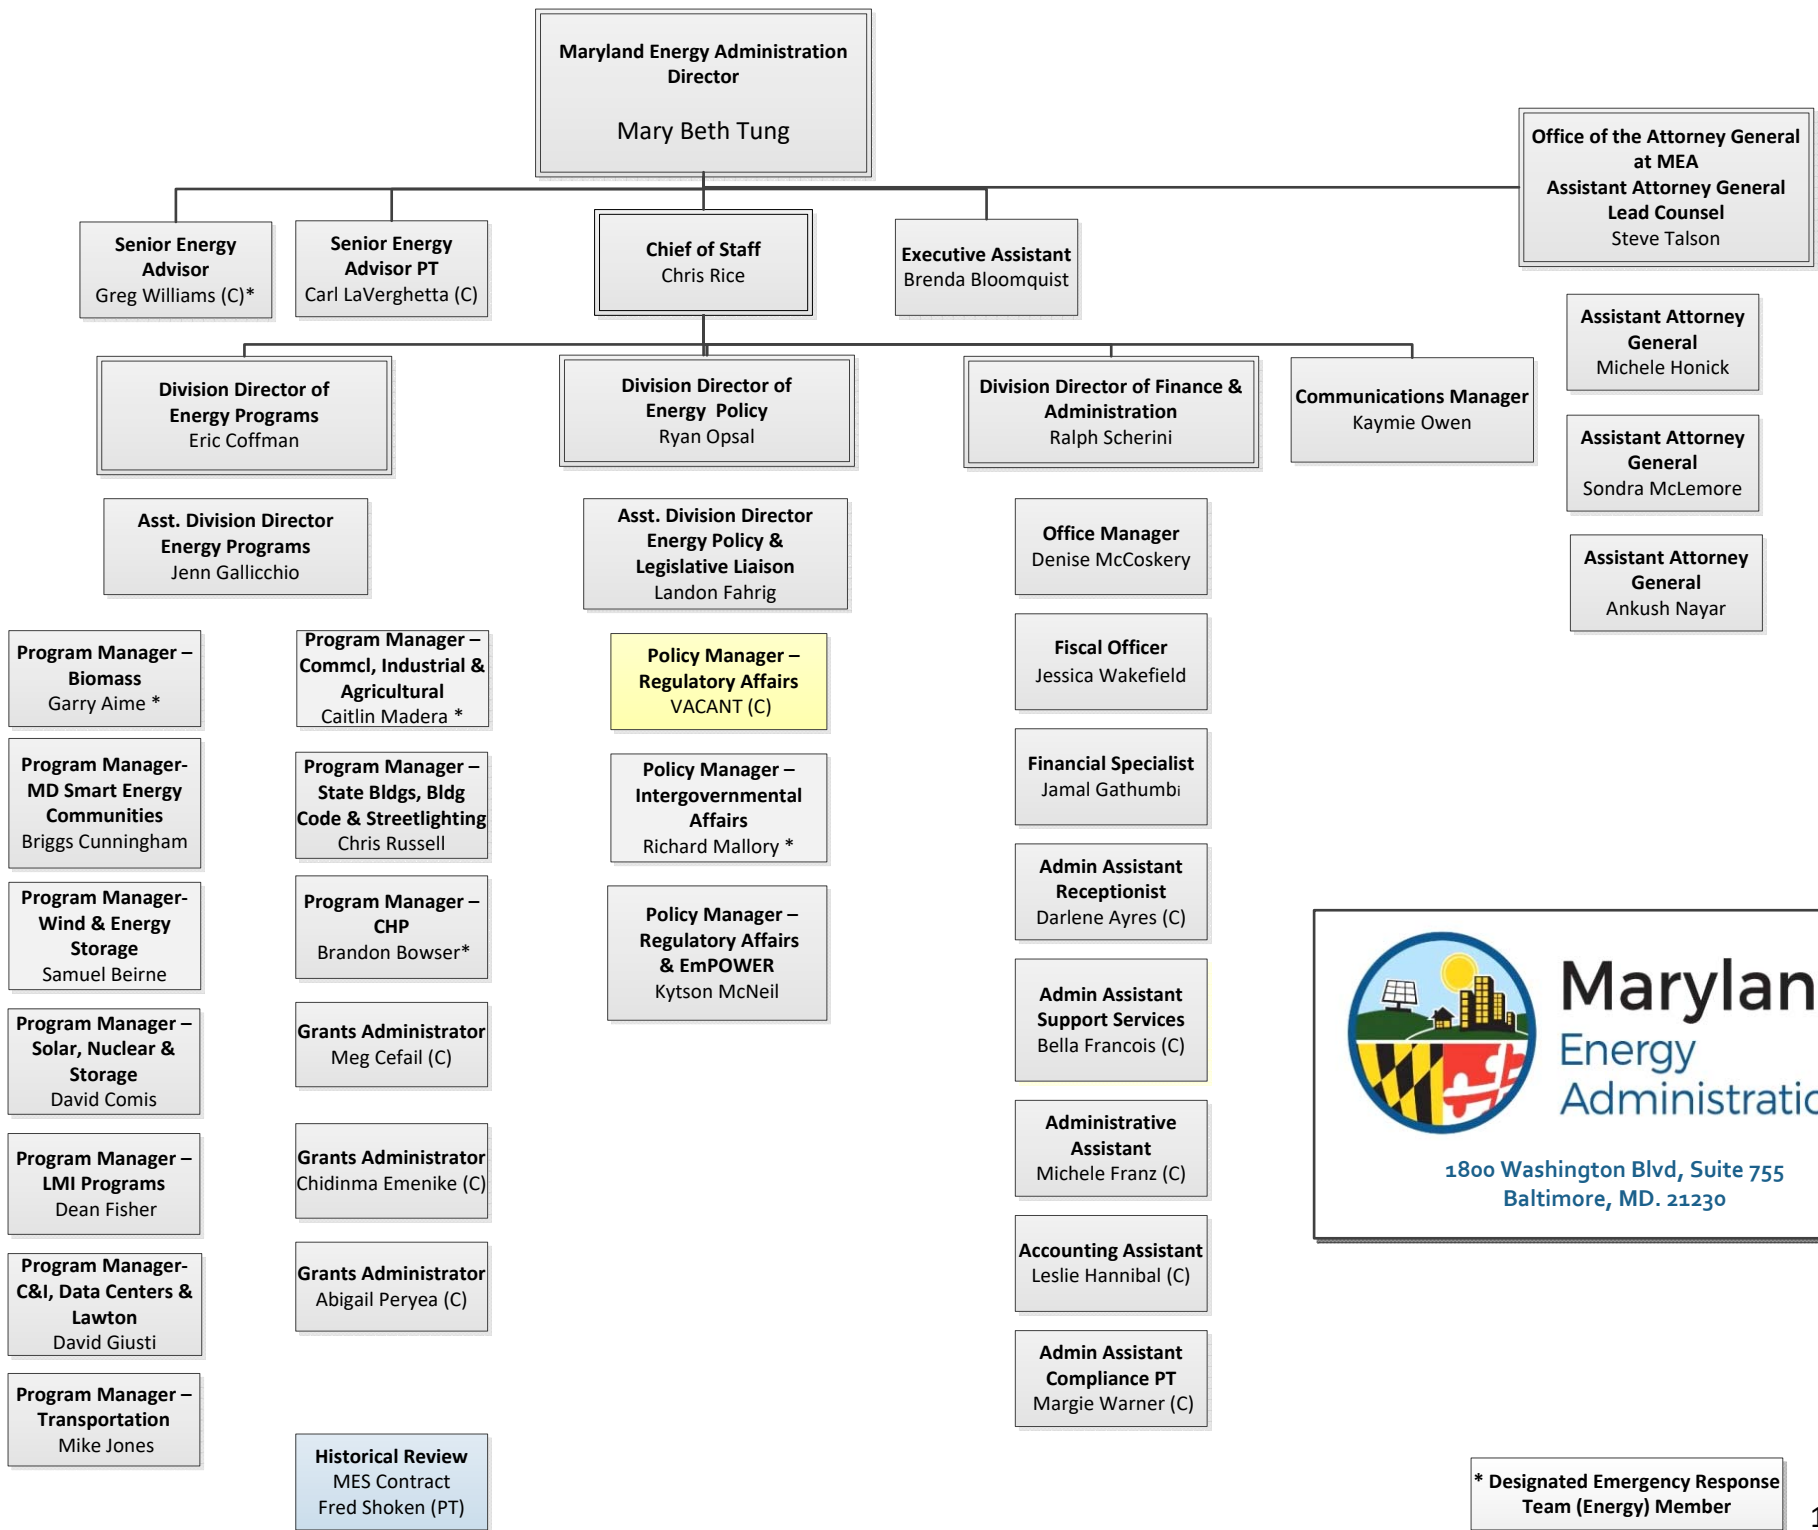 Maryland Energy Administration
Director
Mary Beth Tung
Office of the Attorney General
at MEA
Assistant Attorney General
Lead Counsel
Steve Talson
Senior Energy
Advisor
Greg Williams (C)*
Senior Energy
Advisor PT
Carl LaVerghetta (C)
Chief of Staff
Chris Rice
Executive Assistant
Brenda Bloomquist
Assistant Attorney
General
Michele Honick
Assistant Attorney
General
Sondra McLemore
Assistant Attorney
General
Ankush Nayar
Division Director of
Energy Programs
Eric Coffman
Division Director of
Energy  Policy
Ryan Opsal
Division Director of Finance &
Administration
Ralph Scherini
Communications Manager
Kaymie Owen
Asst. Division Director
Energy Programs
Jenn Gallicchio
Program Manager –
Biomass
Garry Aime *
Program Manager-
MD Smart Energy
Communities
Briggs Cunningham
Program Manager-
Wind & Energy
Storage
Samuel Beirne
Program Manager –
Solar, Nuclear &
Storage
David Comis
Program Manager –
LMI Programs
Dean Fisher
Program Manager-
C&I, Data Centers &
Lawton
David Giusti
Program Manager –
Transportation
Mike Jones
Program Manager –
Commcl, Industrial &
Agricultural
Caitlin Madera *
Program Manager –
State Bldgs, Bldg
Code & Streetlighting
Chris Russell
Program Manager –
CHP
Brandon Bowser*
Grants Administrator
Meg Cefail (C)
Grants Administrator
Chidinma Emenike (C)
Grants Administrator
Abigail Peryea (C)
Historical Review
MES Contract
Fred Shoken (PT)
Asst. Division Director
Energy Policy &
Legislative Liaison
Landon Fahrig
Policy Manager –
Regulatory Affairs
VACANT (C)
Policy Manager –
Intergovernmental
Affairs
Richard Mallory *
Policy Manager –
Regulatory Affairs
& EmPOWER
Kytson McNeil
Office Manager
Denise McCoskery
Fiscal Officer
Jessica Wakefield
Financial Specialist
Jamal Gathumbi
Admin Assistant
Receptionist
Darlene Ayres (C)
Admin Assistant
Support Services
Bella Francois (C)
Administrative
Assistant
Michele Franz (C)
Accounting Assistant
Leslie Hannibal (C)
Admin Assistant
Compliance PT
Margie Warner (C)
Marylan
Energy
Administratio
1800 Washington Blvd, Suite 755
Baltimore, MD. 21230
* Designated Emergency Response
Team (Energy) Member
1